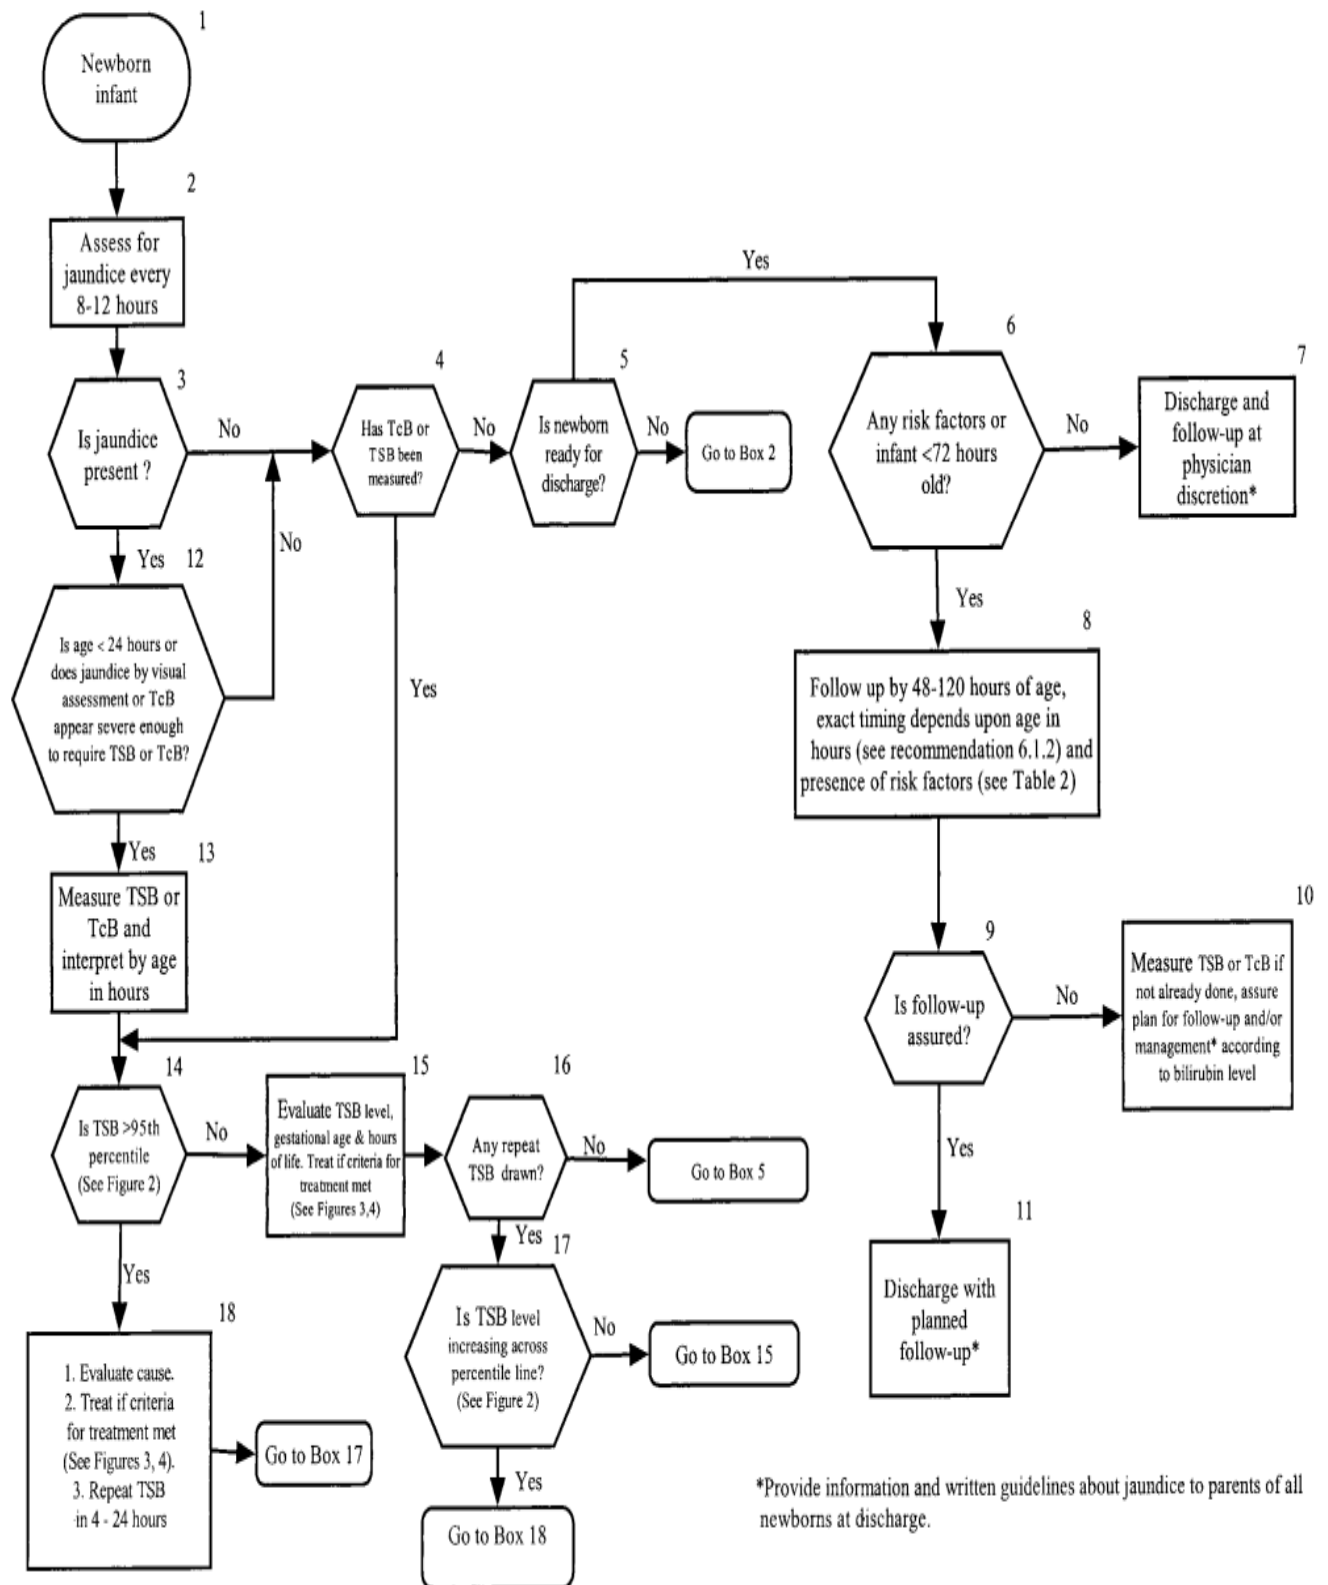 1
Newborn
infant
2
Assess for
jaundice every
8-12 hours
3
Is jaundice
present ?
No
Yes
4
Has TcB or
TSB been
measured?
No
Yes
5
Is newborn
ready for
discharge?
Yes
No
Go to Box 2
6
Any risk factors or
infant <72 hours
old?
No
Yes
7
Discharge and
follow-up at
physician
discretion*
8
Follow up by 48-120 hours of age,
exact timing depends upon age in
hours (see recommendation 6.1.2) and
presence of risk factors (see Table 2)
9
Is follow-up
assured?
No
Yes
10
Measure TSB or TcB if
not already done, assure
plan for follow-up and/or
management* according
to bilirubin level
11
Discharge with
planned
follow-up*
12
Is age < 24 hours or
does jaundice by visual
assessment or TcB
appear severe enough
to require TSB or TcB?
No
Yes
13
Measure TSB or
TcB and
interpret by age
in hours
14
Is TSB >95th
percentile
(See Figure 2)
No
Yes
15
Evaluate TSB level,
gestational age & hours
of life. Treat if criteria for
treatment met
(See Figures 3,4)
16
Any repeat
TSB drawn?
No
Go to Box 5
Yes
17
Is TSB level
increasing across
percentile line?
(See Figure 2)
No
Go to Box 15
Yes
Go to Box 18
18
1. Evaluate cause.
2. Treat if criteria
for treatment met
(See Figures 3, 4).
3. Repeat TSB
in 4 - 24 hours
Go to Box 17
*Provide information and written guidelines about jaundice to parents of all
newborns at discharge.